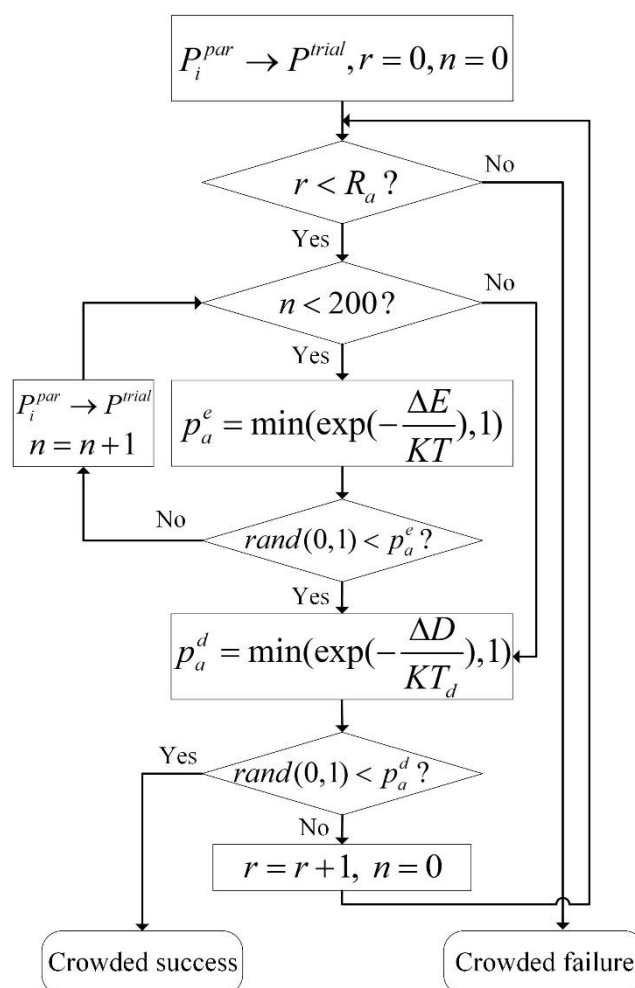 P_i^{par} → P^{trial}, r = 0, n = 0
r < R_a ?
No
Yes
n < 200 ?
No
Yes
P_i^{par} → P^{trial}
n = n + 1
p_a^e = min(exp(−\frac{ΔE}{KT}),1)
No
rand(0,1) < p_a^e ?
Yes
p_a^d = min(exp(−\frac{ΔD}{KT_d}),1)
Yes
rand(0,1) < p_a^d ?
No
r = r + 1, n = 0
Crowded success
Crowded failure